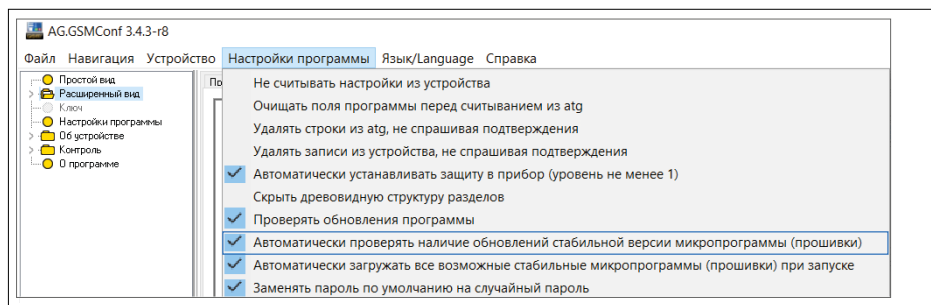 AG.GSMConf 3.4.3-r8
Файл Навигация Устройство Настройки программы Язык/Language Справка
Простой вид
Расширенный вид
Ключ
Настройки программы
Об устройстве
Контроль
О программе
По
Не считывать настройки из устройства
Очищать поля программы перед считыванием из atg
Удалять строки из atg, не спрашивая подтверждения
Удалять записи из устройства, не спрашивая подтверждения
Автоматически устанавливать защиту в прибор (уровень не менее 1)
Скрыть древовидную структуру разделов
Проверять обновления программы
Автоматически проверять наличие обновлений стабильной версии микропрограммы (прошивки)
Автоматически загружать все возможные стабильные микропрограммы (прошивки) при запуске
Заменять пароль по умолчанию на случайный пароль